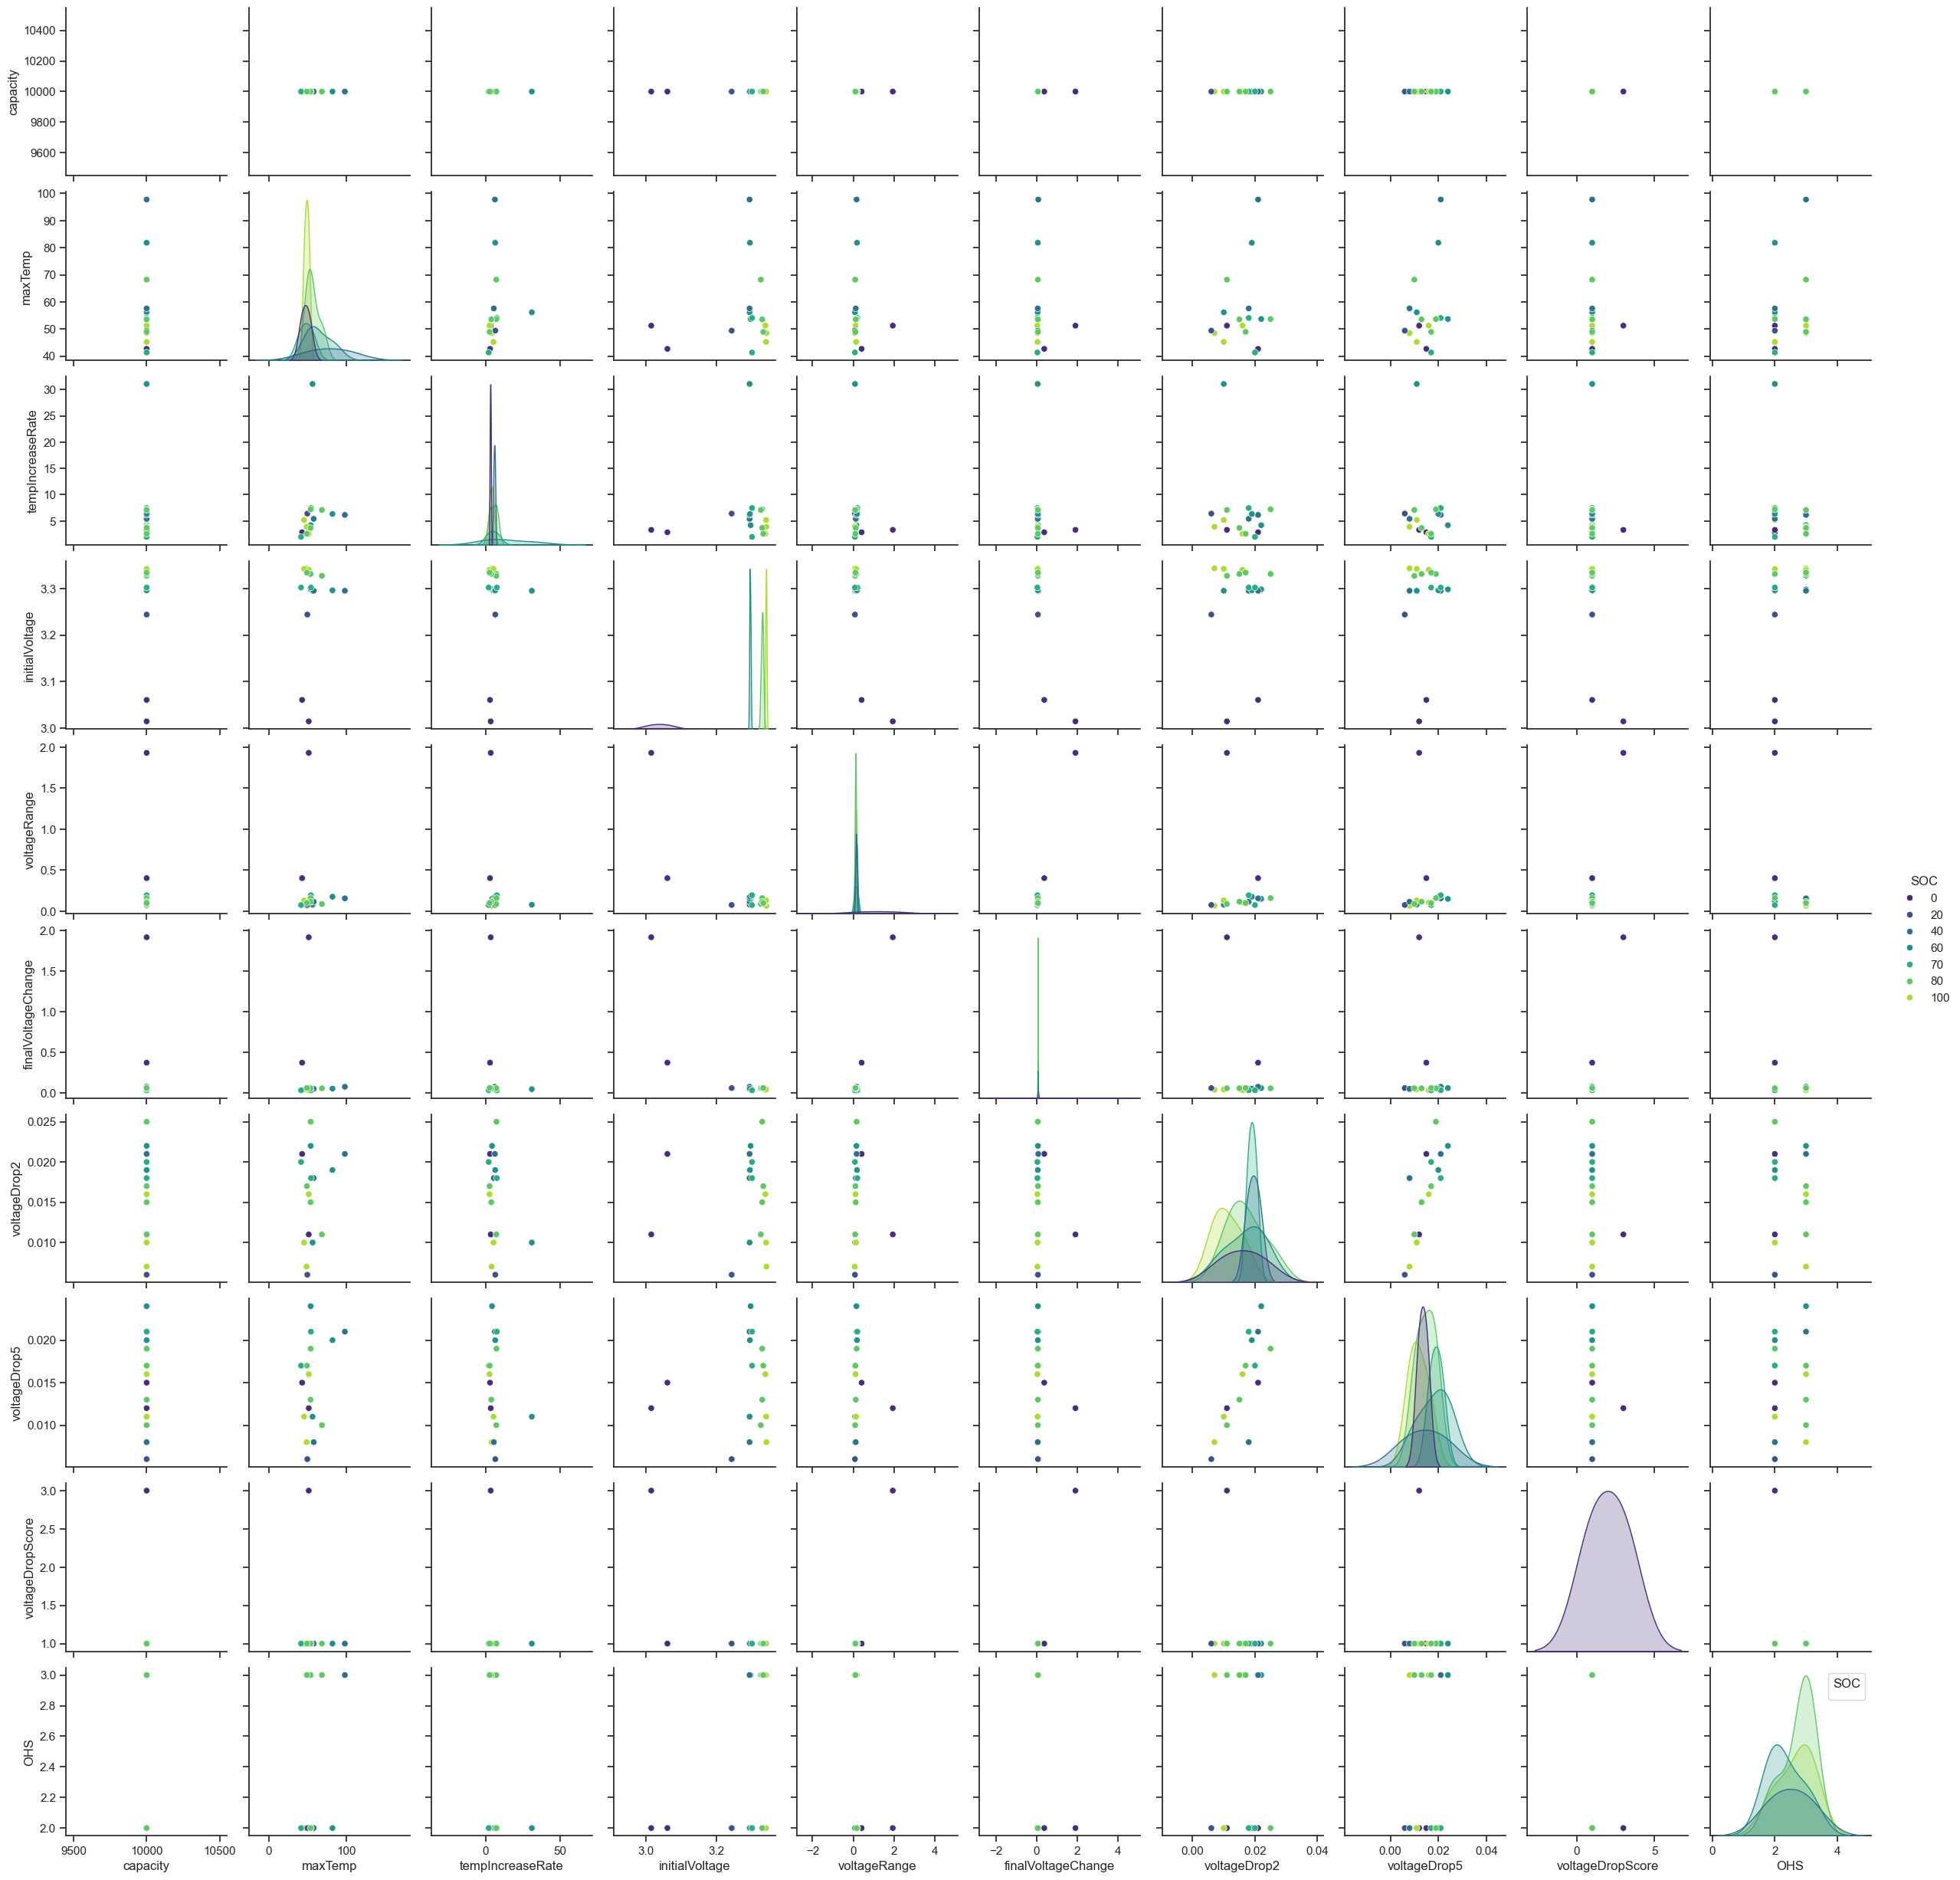 10400
10200
10000
9800
9600
capacity
100
90
80
70
60
50
40
maxTemp
30
25
20
15
10
5
tempIncreaseRate
3.3
3.2
3.1
3.0
initialVoltage
2.0
1.5
1.0
0.5
0.0
voltageRange
2.0
1.5
1.0
0.5
0.0
finalVoltageChange
SOC
0
20
40
60
70
80
100
0.025
0.020
0.015
0.010
voltageDrop2
0.020
0.015
0.010
voltageDrop5
3.0
2.5
2.0
1.5
1.0
voltageDropScore
3.0
2.8
2.6
2.4
2.2
2.0
OHS
SOC
9500 10000 10500
capacity
0 100
maxTemp
0 50
tempIncreaseRate
3.0 3.2
initialVoltage
−2 0 2 4
voltageRange
−2 0 2 4
finalVoltageChange
0.00 0.02 0.04
voltageDrop2
0.00 0.02 0.04
voltageDrop5
0 5
voltageDropScore
0 2 4
OHS